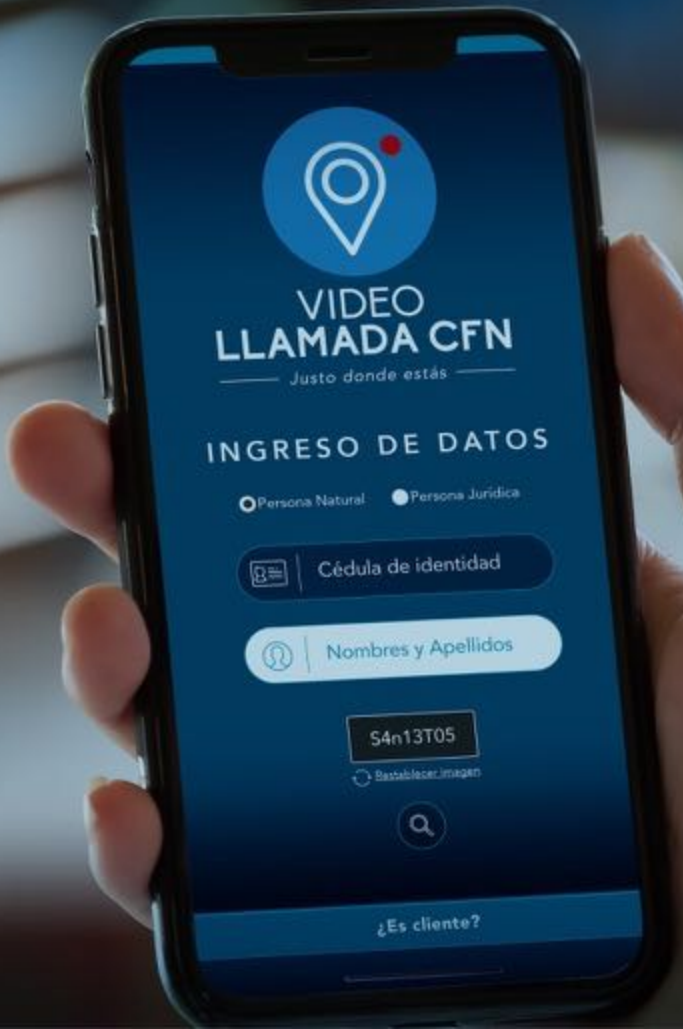 VIDEO
LLAMADA CFN
Justo donde estás
INGRESO DE DATOS
Persona Natural Persona Jurídica
Cédula de identidad
Nombres y Apellidos
S4n13T05
Restablecer imagen
¿Es cliente?